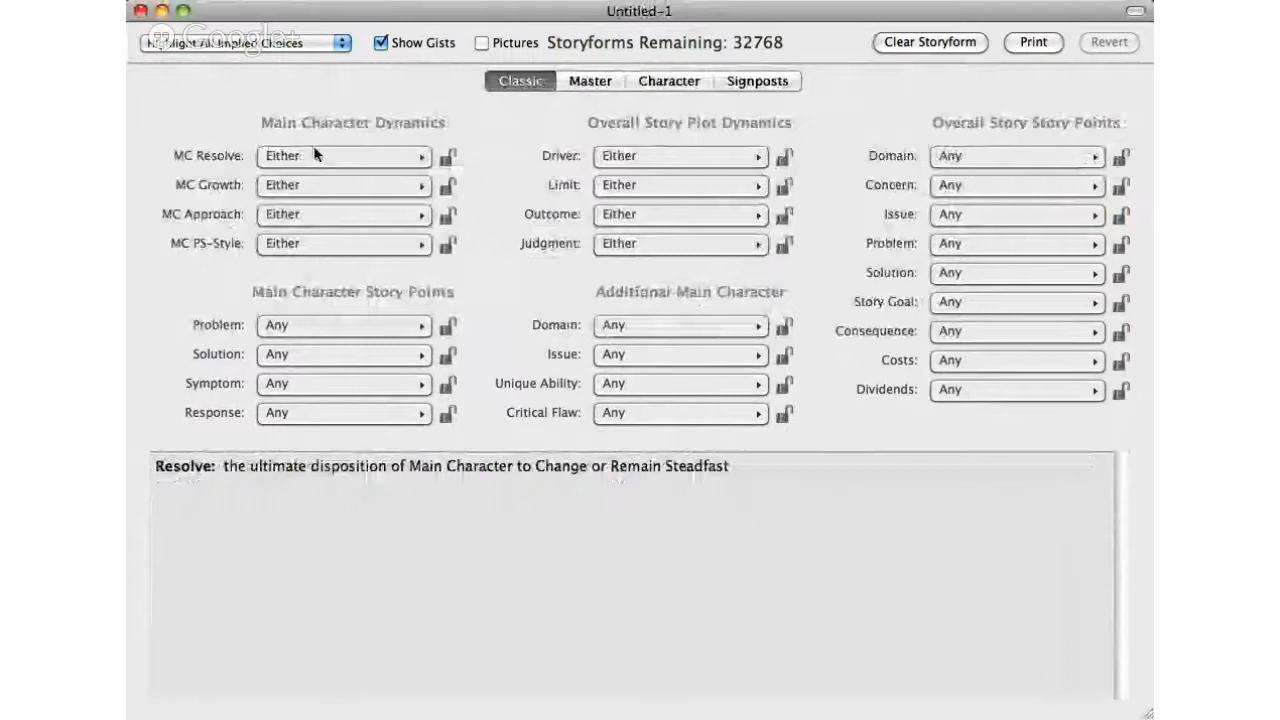 Untitled-1
Google+
Highlight All Implied Choices
Show Gists
Pictures
Storyforms Remaining: 32768
Clear Storyform
Print
Revert
Classic
Master
Character
Signposts
Main Character Dynamics
MC Resolve: Either
MC Growth: Either
MC Approach: Either
MC PS-Style: Either
Main Character Story Points
Problem: Any
Solution: Any
Symptom: Any
Response: Any
Overall Story Plot Dynamics
Driver: Either
Limit: Either
Outcome: Either
Judgment: Either
Additional Main Character
Domain: Any
Issue: Any
Unique Ability: Any
Critical Flaw: Any
Overall Story Story Points:
Domain: Any
Concern: Any
Issue: Any
Problem: Any
Solution: Any
Story Goal: Any
Consequence: Any
Costs: Any
Dividends: Any
Resolve: the ultimate disposition of Main Character to Change or Remain Steadfast